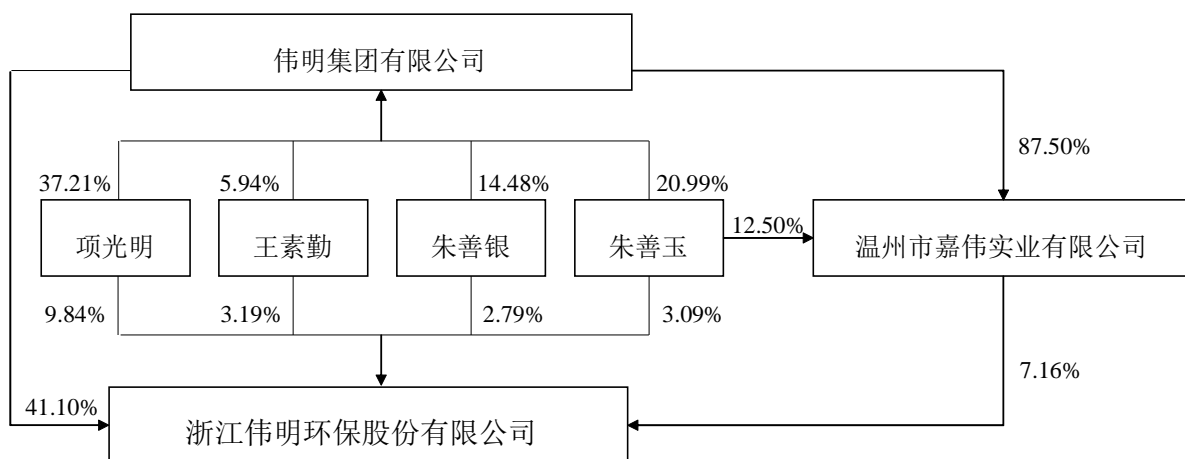 伟明集团有限公司
87.50%
37.21%
5.94%
14.48%
20.99%
项光明
王素勤
朱善银
朱善玉
12.50%
温州市嘉伟实业有限公司
9.84%
3.19%
2.79%
3.09%
7.16%
41.10%
浙江伟明环保股份有限公司